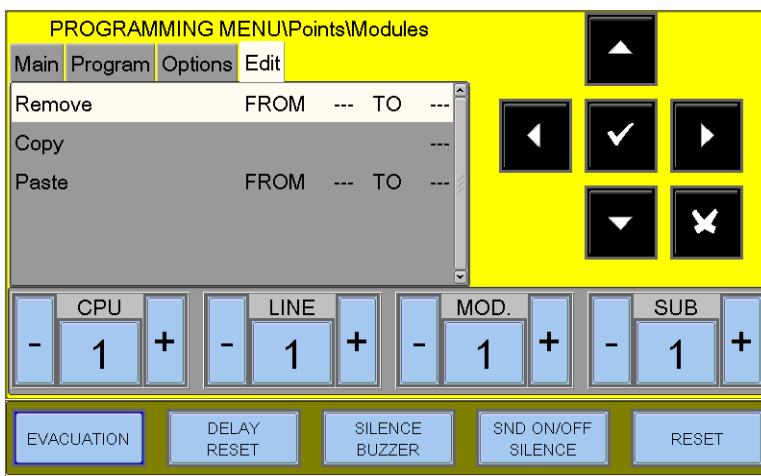 PROGRAMMING MENU\Points\Modules
Main Program Options Edit
Remove FROM --- TO ---
Copy ---
Paste FROM --- TO ---
CPU LINE MOD. SUB
- 1 + - 1 + - 1 + - 1 +
EVACUATION DELAY RESET SILENCE BUZZER SND ON/OFF SILENCE RESET